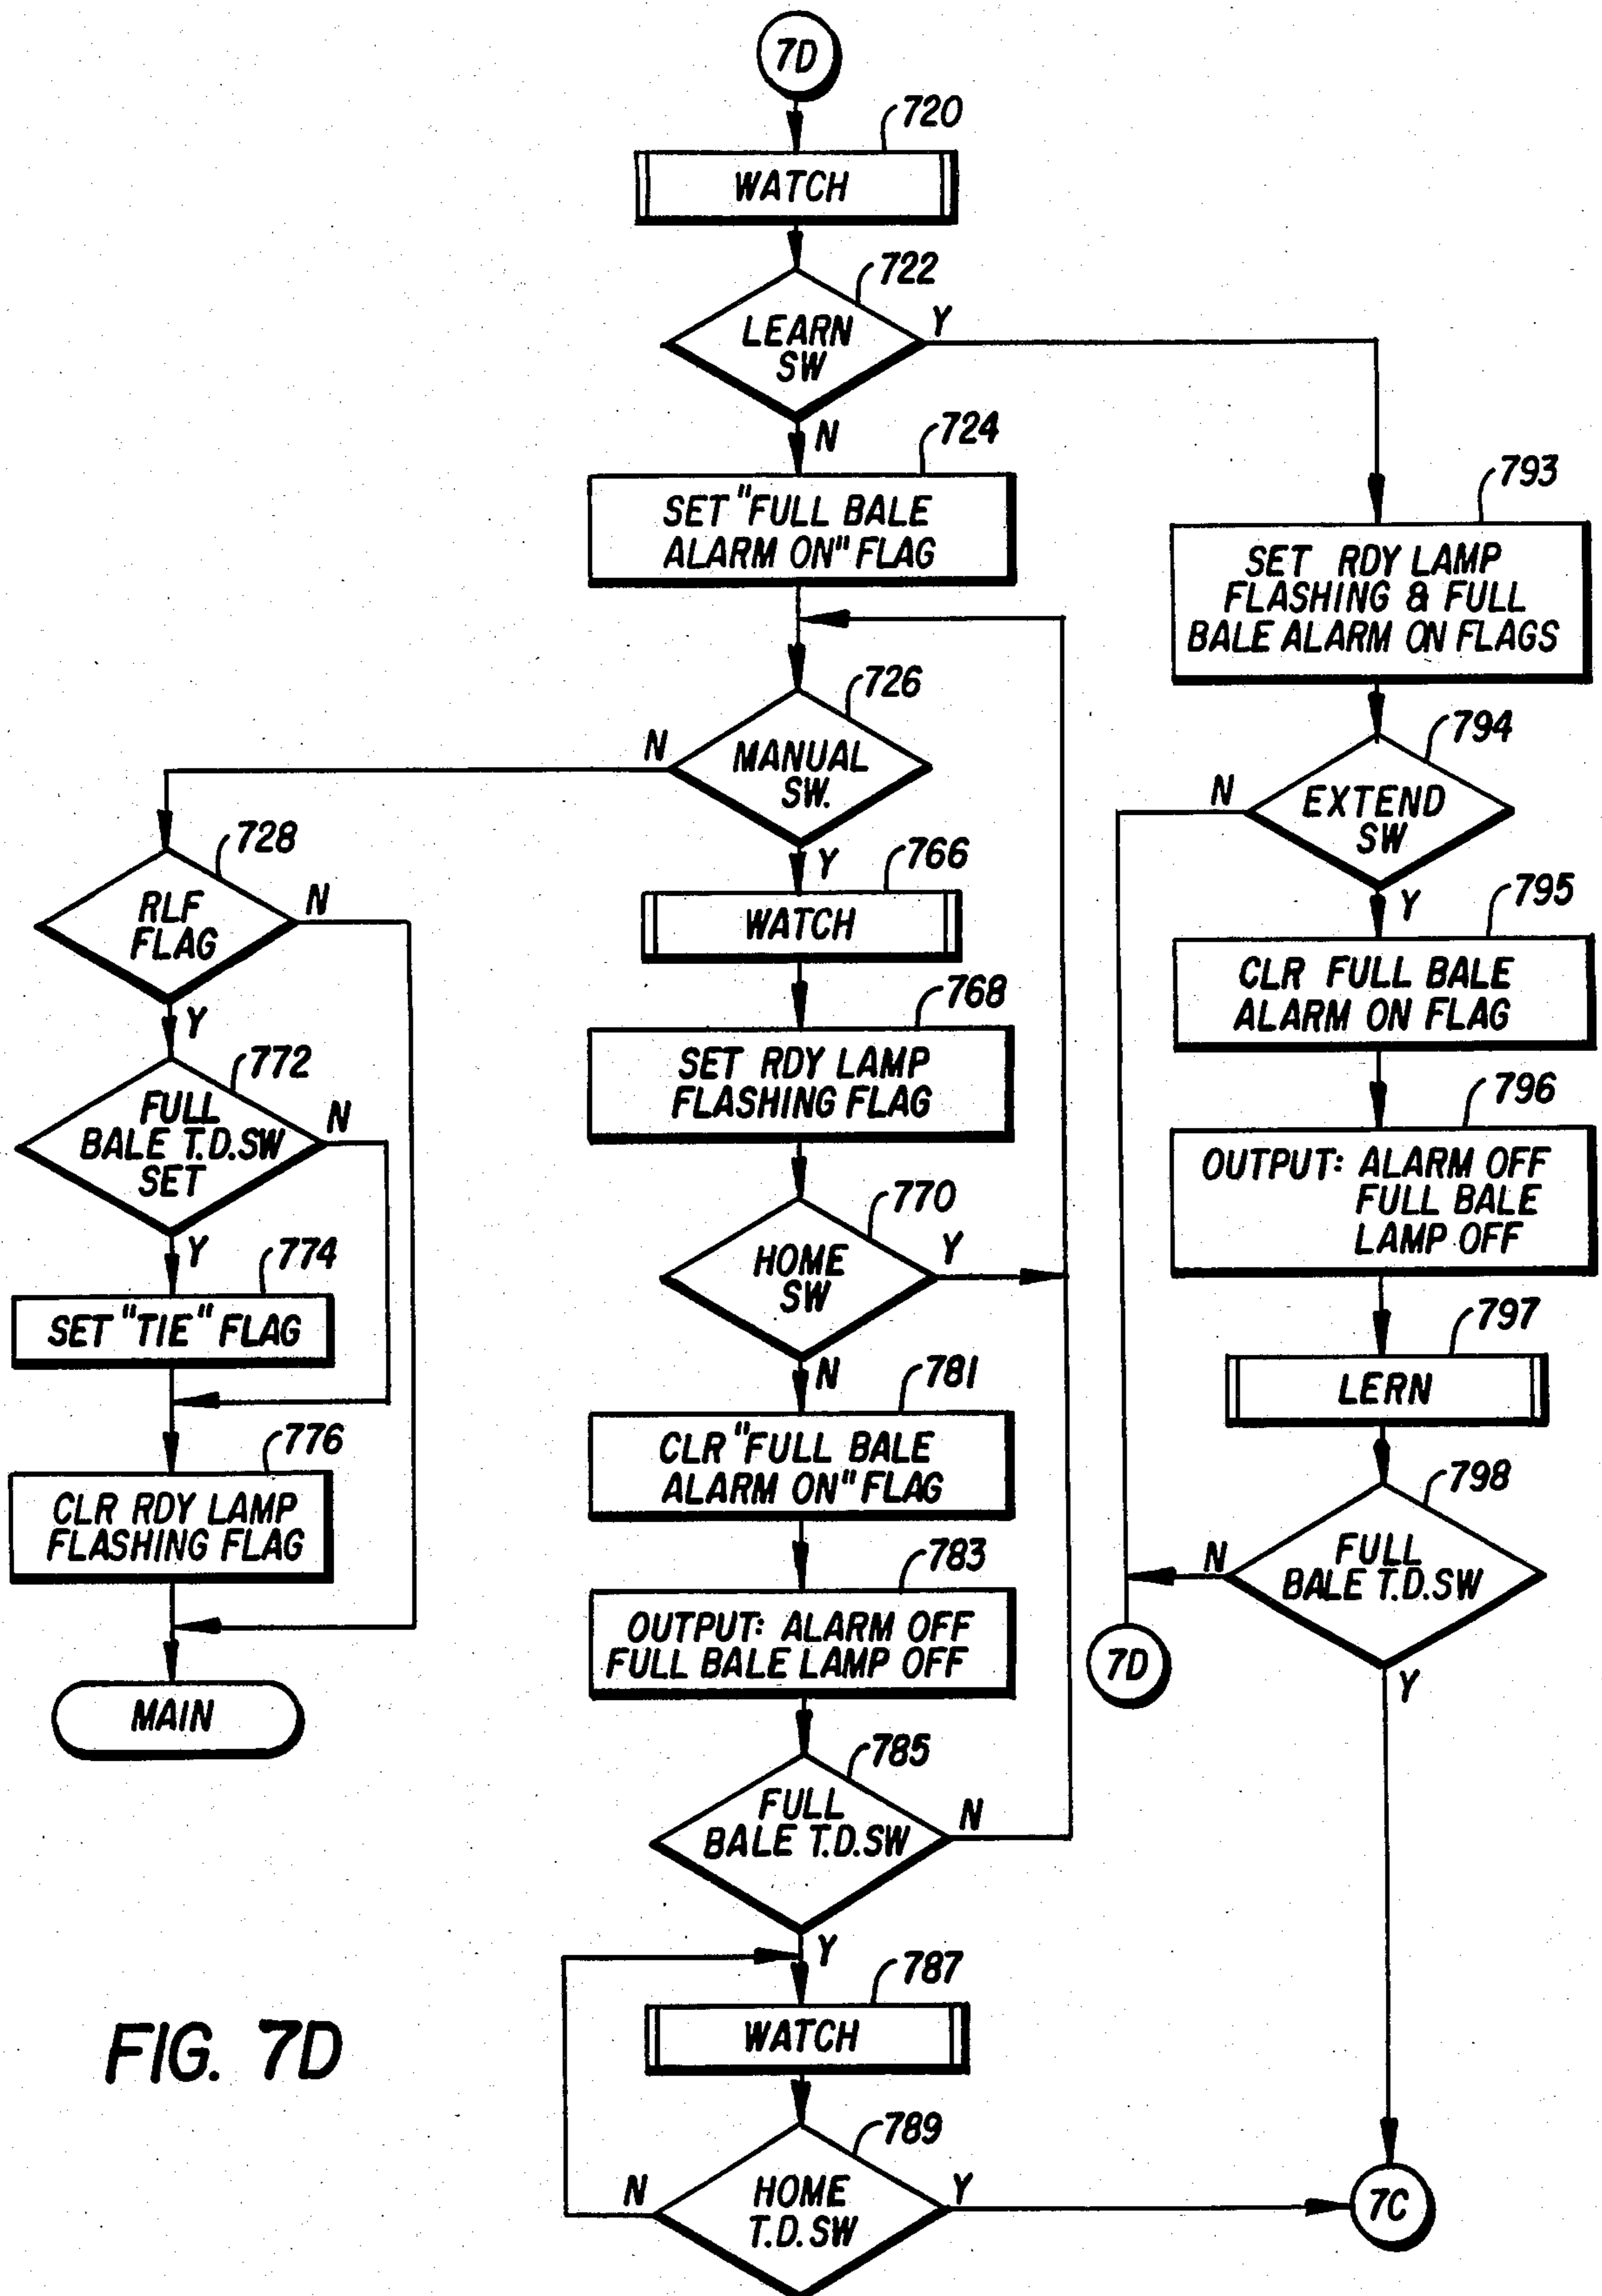 7D
720
WATCH
722
LEARN
SW
Y
N
724
SET "FULL BALE
ALARM ON" FLAG
726
MANUAL
SW.
N
Y
728
RLF
FLAG
N
Y
772
FULL
BALE T.D.SW
SET
N
Y
774
SET "TIE" FLAG
776
CLR RDY LAMP
FLASHING FLAG
MAIN
766
WATCH
768
SET RDY LAMP
FLASHING FLAG
770
HOME
SW
Y
N
781
CLR "FULL BALE
ALARM ON" FLAG
783
OUTPUT: ALARM OFF
FULL BALE LAMP OFF
785
FULL
BALE T.D.SW
N
Y
787
WATCH
789
HOME
T.D.SW
N
Y
793
SET RDY LAMP
FLASHING & FULL
BALE ALARM ON FLAGS
794
EXTEND
SW
N
Y
795
CLR FULL BALE
ALARM ON FLAG
796
OUTPUT: ALARM OFF
FULL BALE
LAMP OFF
797
LERN
798
FULL
BALE T.D.SW
N
Y
7D
7C
FIG. 7D